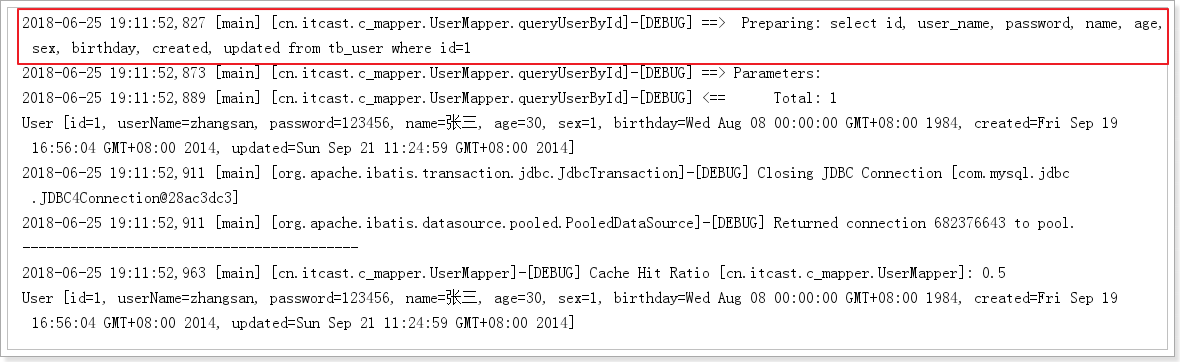 2018-06-25 19:11:52,827 [main] [cn.itcast.c_mapper.UserMapper.queryUserById]-[DEBUG] ==>  Preparing: select id, user_name, password, name, age,
sex, birthday, created, updated from tb_user where id=1
2018-06-25 19:11:52,873 [main] [cn.itcast.c_mapper.UserMapper.queryUserById]-[DEBUG] ==> Parameters:
2018-06-25 19:11:52,889 [main] [cn.itcast.c_mapper.UserMapper.queryUserById]-[DEBUG] <==      Total: 1
User [id=1, userName=zhangsan, password=123456, name=张三, age=30, sex=1, birthday=Wed Aug 08 00:00:00 GMT+08:00 1984, created=Fri Sep 19
16:56:04 GMT+08:00 2014, updated=Sun Sep 21 11:24:59 GMT+08:00 2014]
2018-06-25 19:11:52,911 [main] [org.apache.ibatis.transaction.jdbc.JdbcTransaction]-[DEBUG] Closing JDBC Connection [com.mysql.jdbc
.JDBC4Connection@28ac3dc3]
2018-06-25 19:11:52,911 [main] [org.apache.ibatis.datasource.pooled.PooledDataSource]-[DEBUG] Returned connection 682376643 to pool.
------------------------------------------
2018-06-25 19:11:52,963 [main] [cn.itcast.c_mapper.UserMapper]-[DEBUG] Cache Hit Ratio [cn.itcast.c_mapper.UserMapper]: 0.5
User [id=1, userName=zhangsan, password=123456, name=张三, age=30, sex=1, birthday=Wed Aug 08 00:00:00 GMT+08:00 1984, created=Fri Sep 19
16:56:04 GMT+08:00 2014, updated=Sun Sep 21 11:24:59 GMT+08:00 2014]